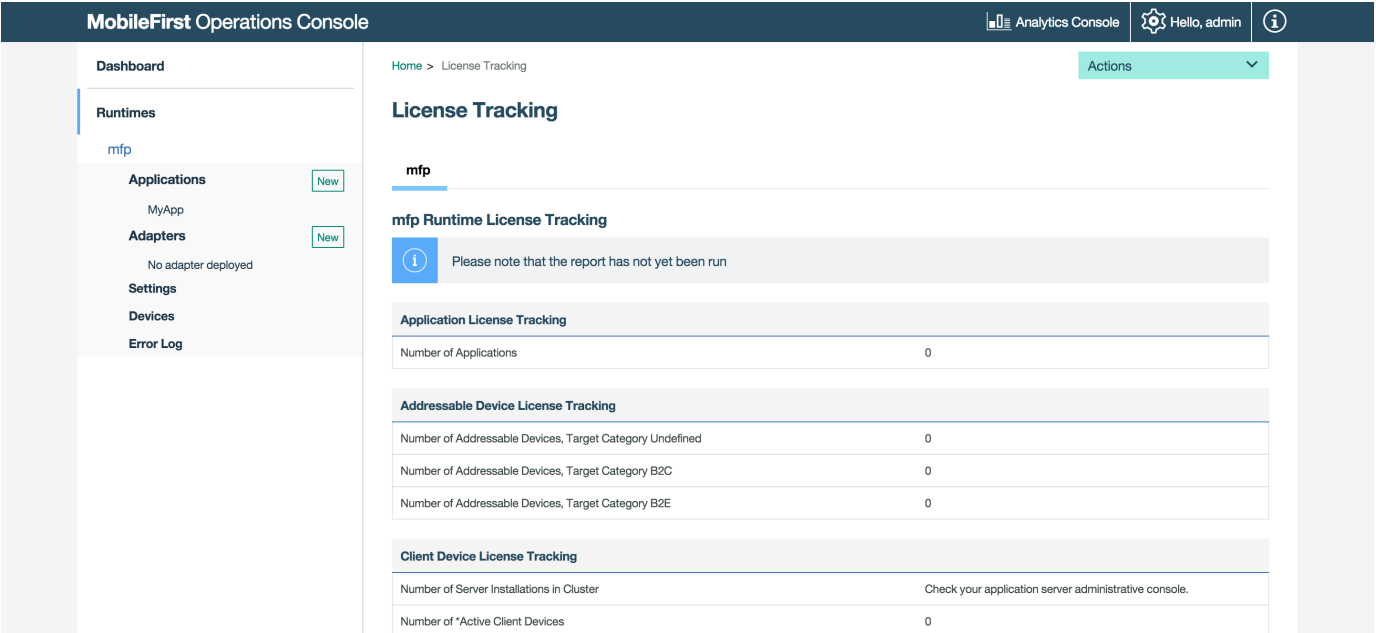 MobileFirst Operations Console
Analytics Console
Hello, admin
Dashboard
Runtimes
mfp
Applications New
MyApp
Adapters New
No adapter deployed
Settings
Devices
Error Log
Home > License Tracking
Actions
License Tracking
mfp
mfp Runtime License Tracking
Please note that the report has not yet been run
Application License Tracking
Number of Applications 0
Addressable Device License Tracking
Number of Addressable Devices, Target Category Undefined 0
Number of Addressable Devices, Target Category B2C 0
Number of Addressable Devices, Target Category B2E 0
Client Device License Tracking
Number of Server Installations in Cluster Check your application server administrative console.
Number of *Active Client Devices 0